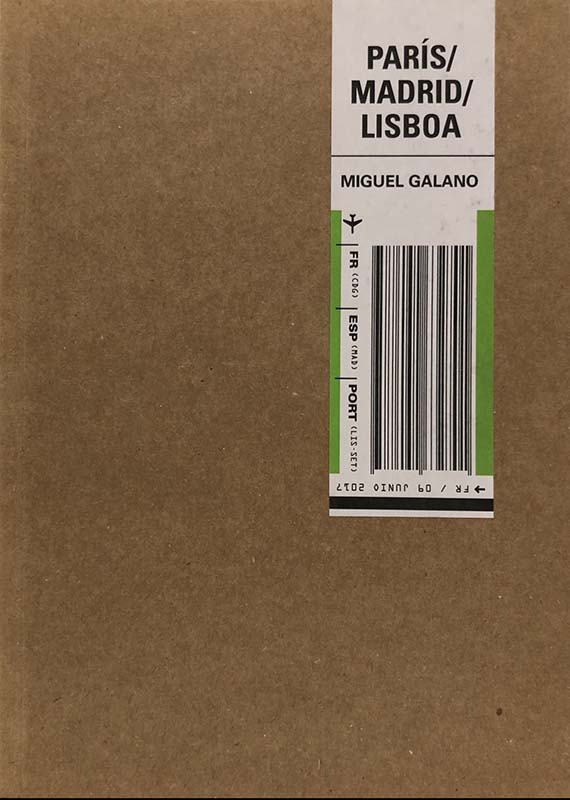 PARÍS/
MADRID/
LISBOA
MIGUEL GALANO
FR (CDG)
ESP (MAD)
PORT (LIS-SET)
FR / 09 JUNIO 2017